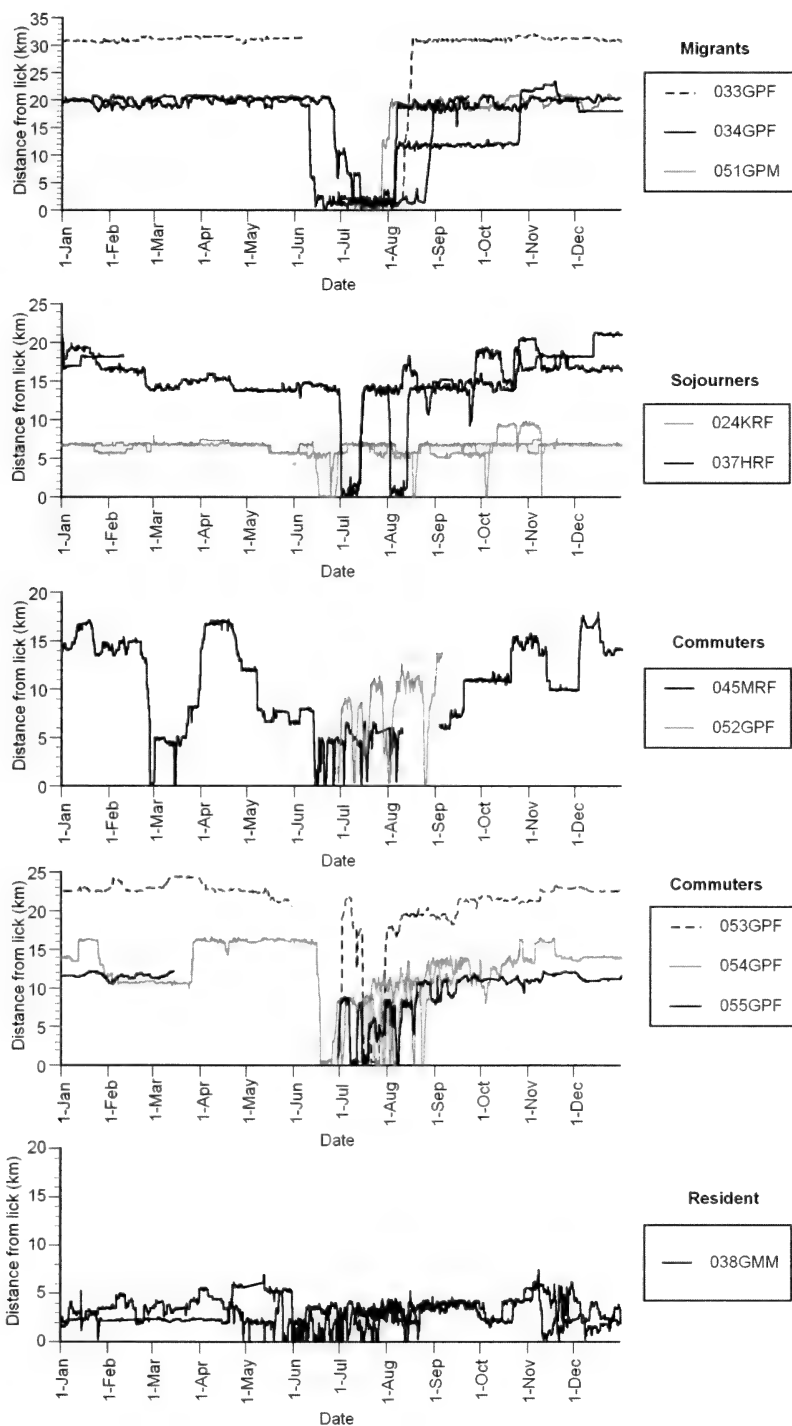 35
30
25
20
15
10
5
0
Distance from lick (km)
1-Jan
1-Feb
1-Mar
1-Apr
1-May
1-Jun
1-Jul
1-Aug
1-Sep
1-Oct
1-Nov
1-Dec
Date
Migrants
033GPF
034GPF
051GPM
25
20
15
10
5
0
Distance from lick (km)
1-Jan
1-Feb
1-Mar
1-Apr
1-May
1-Jun
1-Jul
1-Aug
1-Sep
1-Oct
1-Nov
1-Dec
Date
Sojourners
024KRF
037HRF
20
15
10
5
0
Distance from lick (km)
1-Jan
1-Feb
1-Mar
1-Apr
1-May
1-Jun
1-Jul
1-Aug
1-Sep
1-Oct
1-Nov
1-Dec
Date
Commuters
045MRF
052GPF
25
20
15
10
5
0
Distance from lick (km)
1-Jan
1-Feb
1-Mar
1-Apr
1-May
1-Jun
1-Jul
1-Aug
1-Sep
1-Oct
1-Nov
1-Dec
Date
Commuters
053GPF
054GPF
055GPF
20
15
10
5
0
Distance from lick (km)
1-Jan
1-Feb
1-Mar
1-Apr
1-May
1-Jun
1-Jul
1-Aug
1-Sep
1-Oct
1-Nov
1-Dec
Date
Resident
038GMM